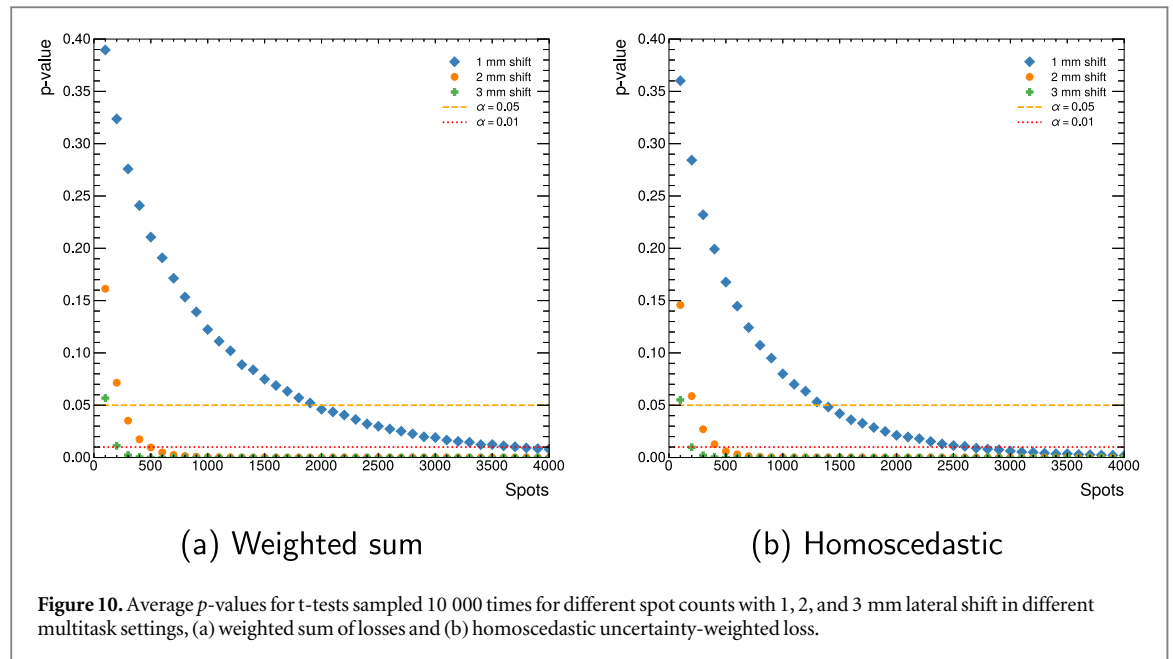 0.40
0.35
0.30
0.25
0.20
0.15
0.10
0.05
0.00
p-value
1 mm shift
2 mm shift
3 mm shift
α = 0.05
α = 0.01
0 500 1000 1500 2000 2500 3000 3500 4000
Spots
(a) Weighted sum
0.40
0.35
0.30
0.25
0.20
0.15
0.10
0.05
0.00
p-value
1 mm shift
2 mm shift
3 mm shift
α = 0.05
α = 0.01
0 500 1000 1500 2000 2500 3000 3500 4000
Spots
(b) Homoscedastic
Figure 10. Average p-values for t-tests sampled 10 000 times for different spot counts with 1, 2, and 3 mm lateral shift in different
multitask settings, (a) weighted sum of losses and (b) homoscedastic uncertainty-weighted loss.